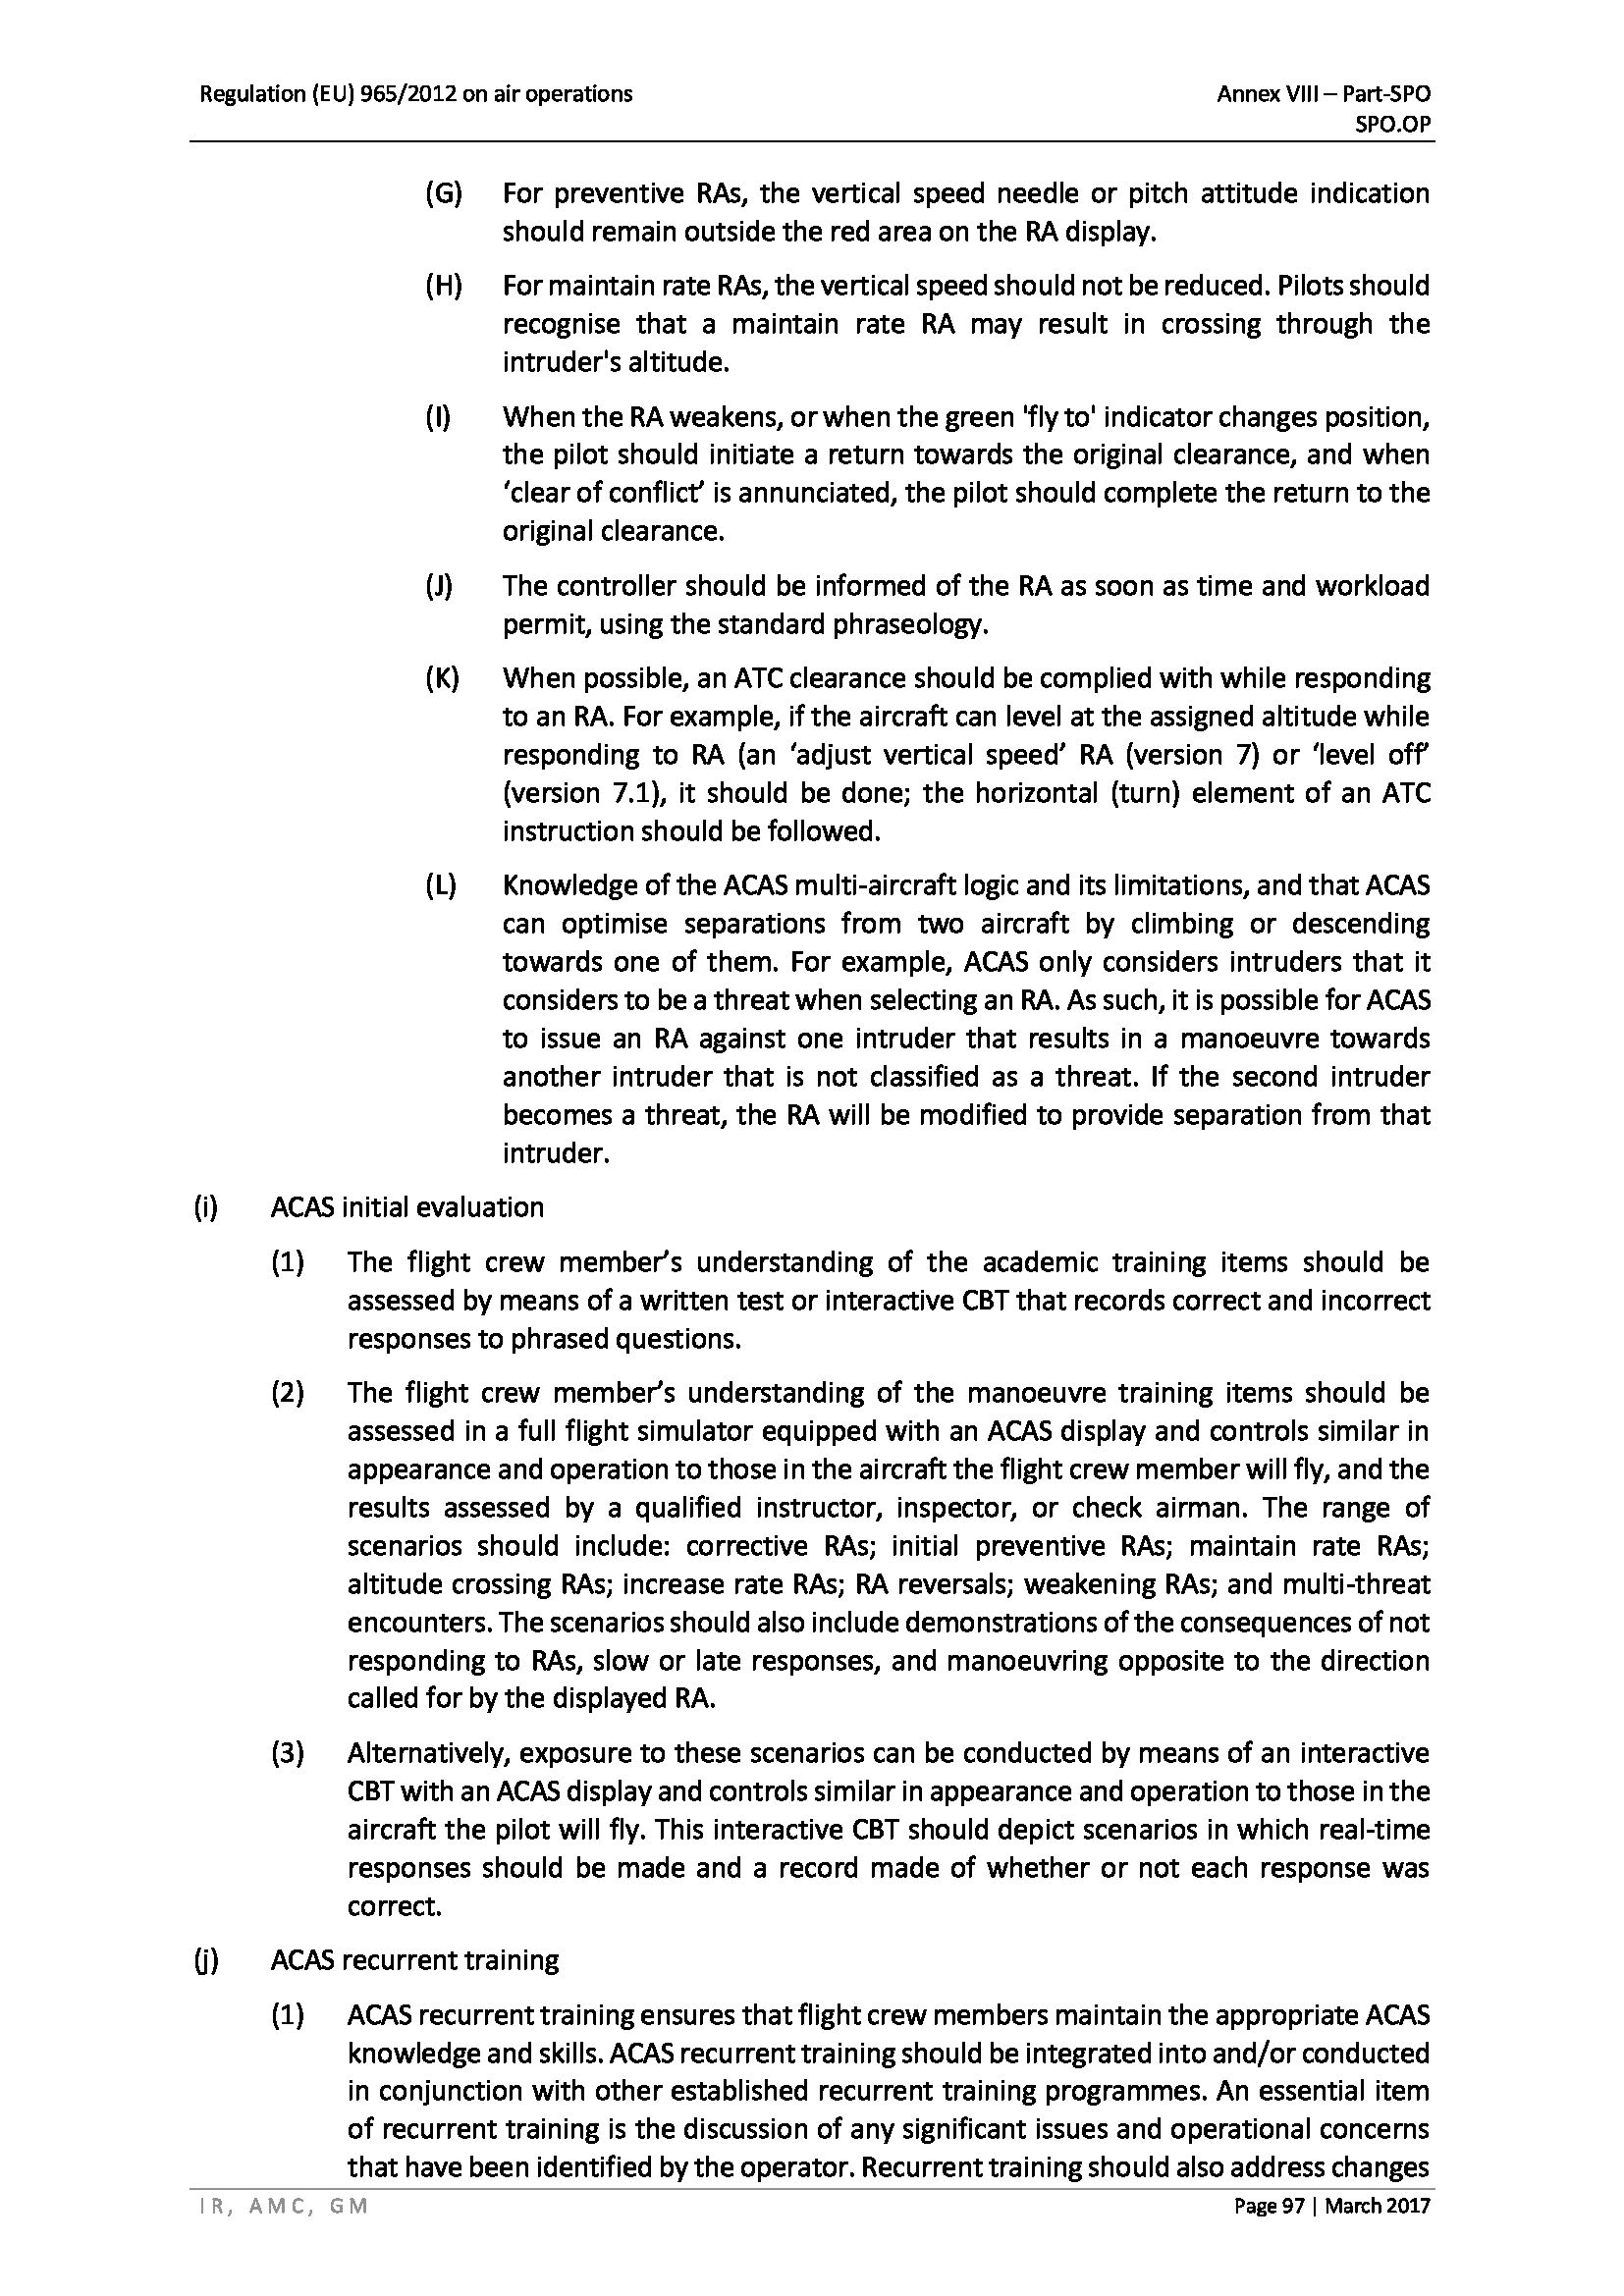 Regulation (EU) 965/2012 on air operations
Annex VIII – Part-SPO
SPO.OP
(G) For preventive RAs, the vertical speed needle or pitch attitude indication
should remain outside the red area on the RA display.
(H) For maintain rate RAs, the vertical speed should not be reduced. Pilots should
recognise that a maintain rate RA may result in crossing through the
intruder's altitude.
(I) When the RA weakens, or when the green 'fly to' indicator changes position,
the pilot should initiate a return towards the original clearance, and when
‘clear of conflict’ is annunciated, the pilot should complete the return to the
original clearance.
(J) The controller should be informed of the RA as soon as time and workload
permit, using the standard phraseology.
(K) When possible, an ATC clearance should be complied with while responding
to an RA. For example, if the aircraft can level at the assigned altitude while
responding to RA (an ‘adjust vertical speed’ RA (version 7) or ‘level off’
(version 7.1), it should be done; the horizontal (turn) element of an ATC
instruction should be followed.
(L) Knowledge of the ACAS multi-aircraft logic and its limitations, and that ACAS
can optimise separations from two aircraft by climbing or descending
towards one of them. For example, ACAS only considers intruders that it
considers to be a threat when selecting an RA. As such, it is possible for ACAS
to issue an RA against one intruder that results in a manoeuvre towards
another intruder that is not classified as a threat. If the second intruder
becomes a threat, the RA will be modified to provide separation from that
intruder.
(i) ACAS initial evaluation
(1) The flight crew member’s understanding of the academic training items should be
assessed by means of a written test or interactive CBT that records correct and incorrect
responses to phrased questions.
(2) The flight crew member’s understanding of the manoeuvre training items should be
assessed in a full flight simulator equipped with an ACAS display and controls similar in
appearance and operation to those in the aircraft the flight crew member will fly, and the
results assessed by a qualified instructor, inspector, or check airman. The range of
scenarios should include: corrective RAs; initial preventive RAs; maintain rate RAs;
altitude crossing RAs; increase rate RAs; RA reversals; weakening RAs; and multi-threat
encounters. The scenarios should also include demonstrations of the consequences of not
responding to RAs, slow or late responses, and manoeuvring opposite to the direction
called for by the displayed RA.
(3) Alternatively, exposure to these scenarios can be conducted by means of an interactive
CBT with an ACAS display and controls similar in appearance and operation to those in the
aircraft the pilot will fly. This interactive CBT should depict scenarios in which real-time
responses should be made and a record made of whether or not each response was
correct.
(j) ACAS recurrent training
(1) ACAS recurrent training ensures that flight crew members maintain the appropriate ACAS
knowledge and skills. ACAS recurrent training should be integrated into and/or conducted
in conjunction with other established recurrent training programmes. An essential item
of recurrent training is the discussion of any significant issues and operational concerns
that have been identified by the operator. Recurrent training should also address changes
IR, AMC, GM
Page 97 | March 2017